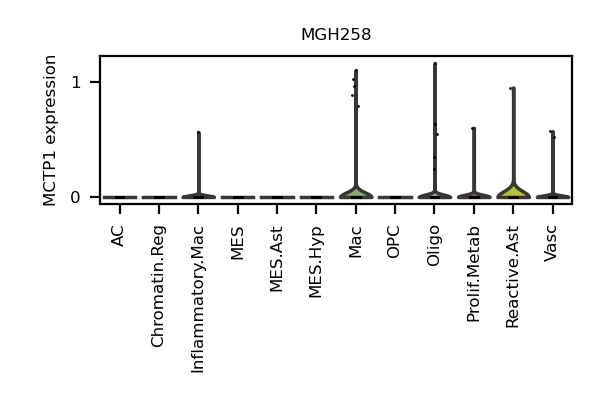 MGH258
MCTP1 expression
1
0
AC
Chromatin.Reg
Inflammatory.Mac
MES
MES.Ast
MES.Hyp
Mac
OPC
Oligo
Prolif.Metab
Reactive.Ast
Vasc